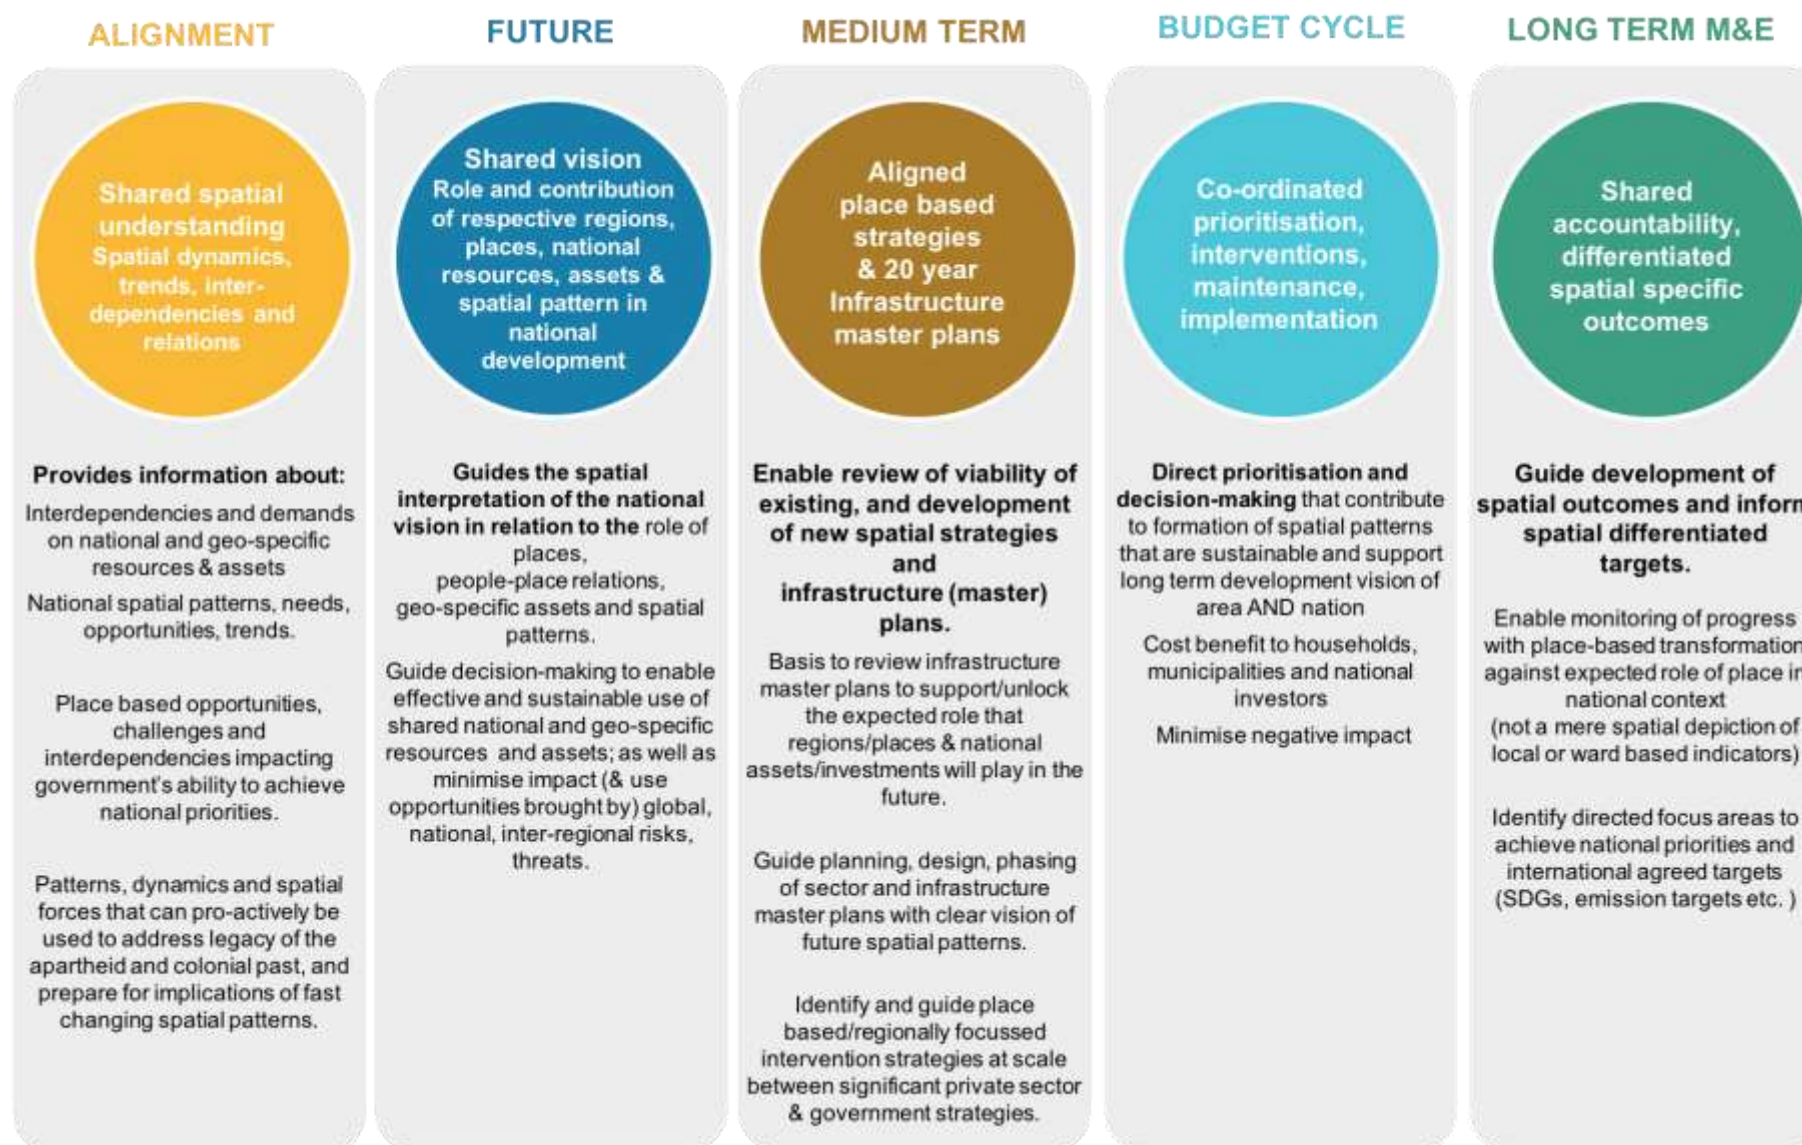 ALIGNMENT
Shared spatial
understanding
Spatial dynamics,
trends, inter-
dependencies and
relations
Provides information about:
Interdependencies and demands
on national and geo-specific
resources & assets
National spatial patterns, needs,
opportunities, trends.
Place based opportunities,
challenges and
interdependencies impacting
government's ability to achieve
national priorities.
Patterns, dynamics and spatial
forces that can pro-actively be
used to address legacy of the
apartheid and colonial past, and
prepare for implications of fast
changing spatial patterns.
FUTURE
Shared vision
Role and contribution
of respective regions,
places, national
resources, assets &
spatial pattern in
national
development
Guides the spatial
interpretation of the national
vision in relation to the role of
places,
people-place relations,
geo-specific assets and spatial
patterns.
Guide decision-making to enable
effective and sustainable use of
shared national and geo-specific
resources and assets; as well as
minimise impact (& use
opportunities brought by) global,
national, inter-regional risks,
threats.
MEDIUM TERM
Aligned
place based
strategies
& 20 year
Infrastructure
master plans
Enable review of viability of
existing, and development
of new spatial strategies
and
infrastructure (master)
plans.
Basis to review infrastructure
master plans to support/unlock
the expected role that
regions/places & national
assets/investments will play in the
future.
Guide planning, design, phasing
of sector and infrastructure
master plans with clear vision of
future spatial patterns.
Identify and guide place
based/regionally focussed
intervention strategies at scale
between significant private sector
& government strategies.
BUDGET CYCLE
Co-ordinated
prioritisation,
interventions,
maintenance,
implementation
Direct prioritisation and
decision-making that contribute
to formation of spatial patterns
that are sustainable and support
long term development vision of
area AND nation
Cost benefit to households,
municipalities and national
investors
Minimise negative impact
LONG TERM M&E
Shared
accountability,
differentiated
spatial specific
outcomes
Guide development of
spatial outcomes and inform
spatial differentiated
targets.
Enable monitoring of progress
with place-based transformation
against expected role of place in
national context
(not a mere spatial depiction of
local or ward based indicators)
Identify directed focus areas to
achieve national priorities and
international agreed targets
(SDGs, emission targets etc. )